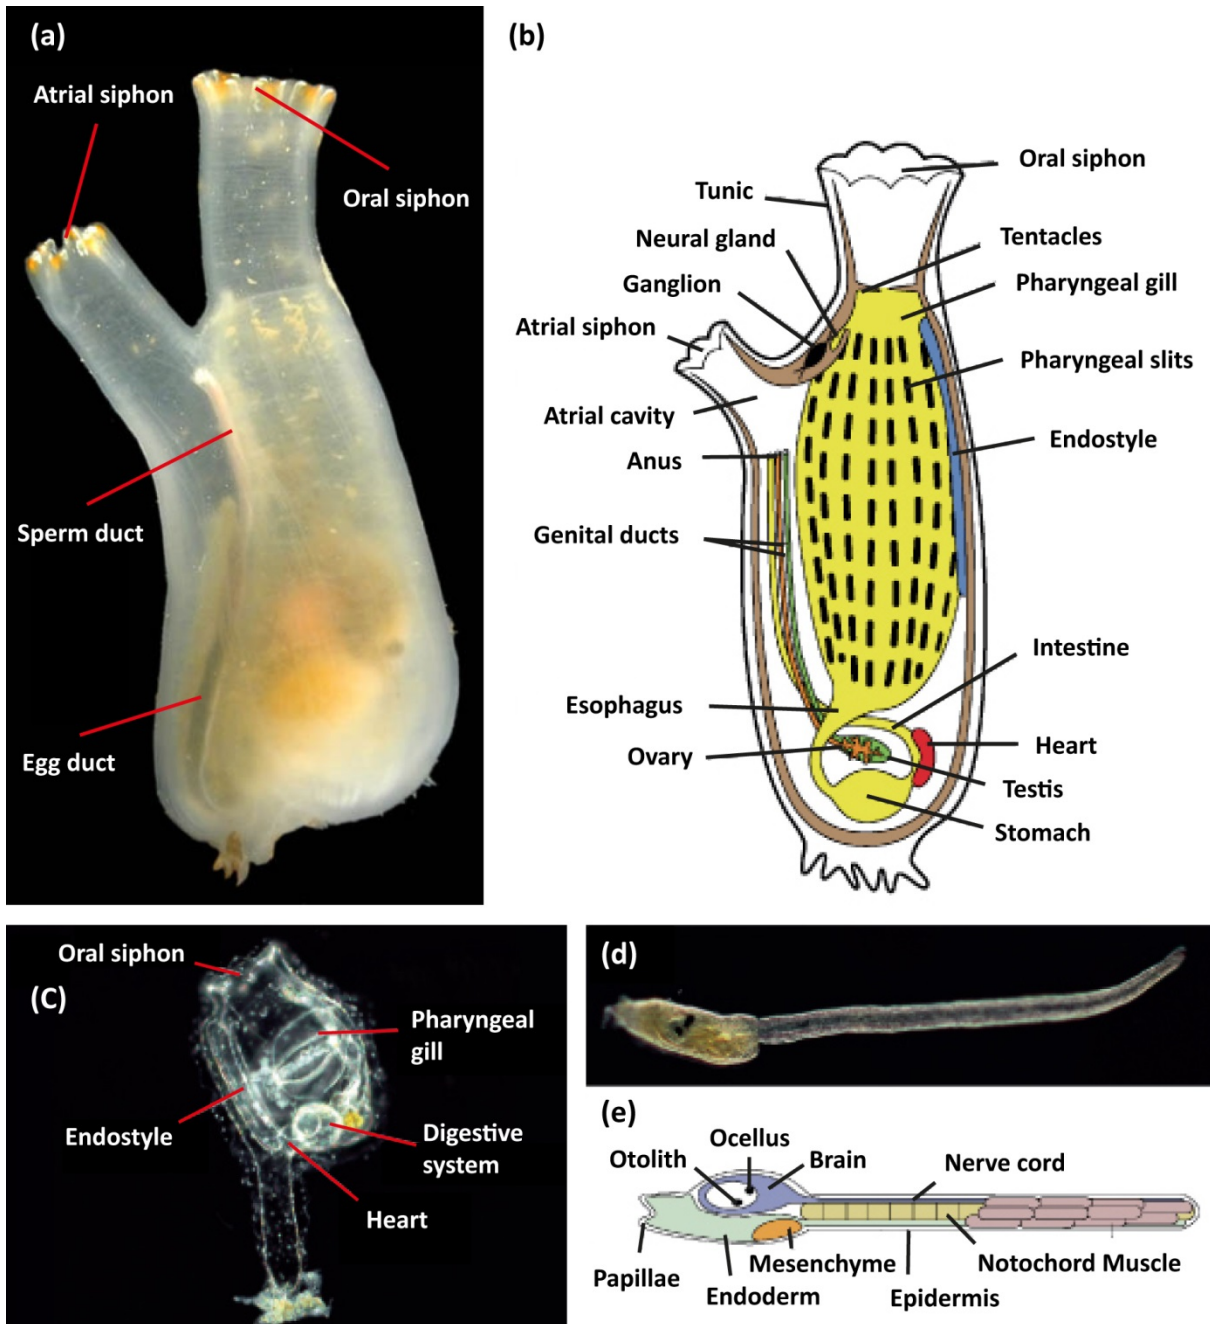 (a)
Atrial siphon
Oral siphon
Sperm duct
Egg duct
(b)
Oral siphon
Tunic
Neural gland
Tentacles
Ganglion
Pharyngeal gill
Atrial siphon
Pharyngeal slits
Atrial cavity
Endostyle
Anus
Genital ducts
Intestine
Esophagus
Ovary
Heart
Testis
Stomach
(C)
Oral siphon
Pharyngeal
gill
Endostyle
Digestive
system
Heart
(d)
(e)
Ocellus
Otolith
Brain
Nerve cord
Papillae
Mesenchyme
Endoderm
Epidermis
Notochord Muscle